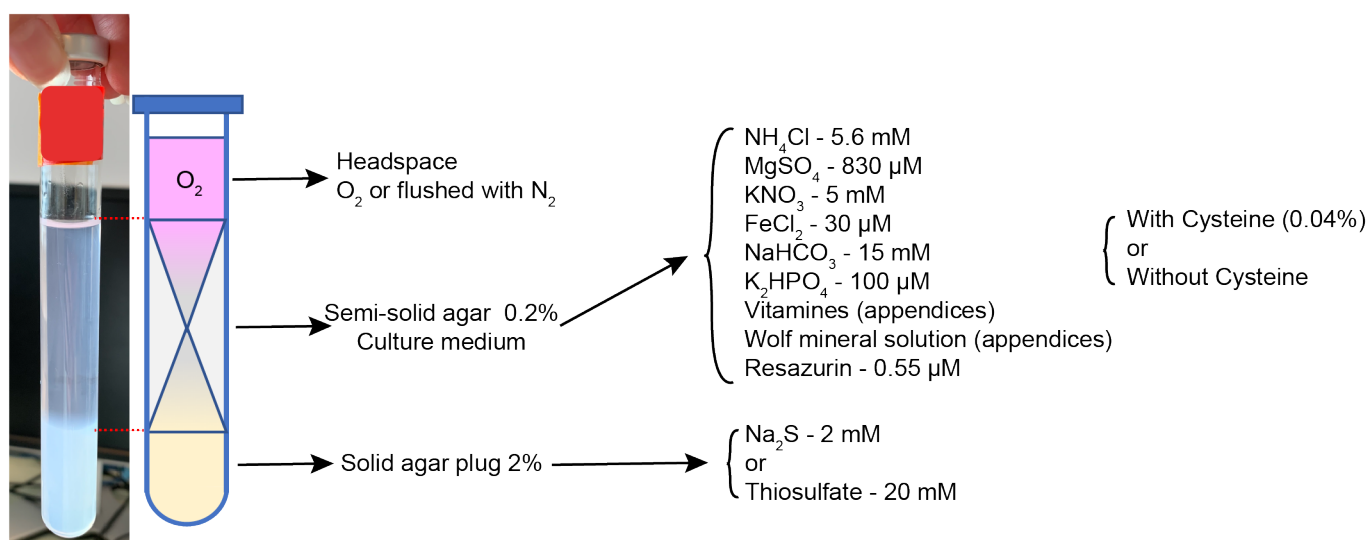 O2
Headspace
O2 or flushed with N2
Semi-solid agar 0.2%
Culture medium
Solid agar plug 2%
NH4Cl - 5.6 mM
MgSO4 - 830 µM
KNO3 - 5 mM
FeCl2 - 30 µM
NaHCO3 - 15 mM
K2HPO4 - 100 µM
Vitamines (appendices)
Wolf mineral solution (appendices)
Resazurin - 0.55 µM
With Cysteine (0.04%)
or
Without Cysteine
Na2S - 2 mM
or
Thiosulfate - 20 mM